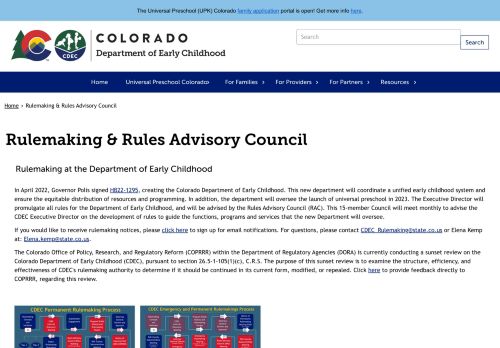 The Universal Preschool (UPK) Colorado family application portal is open! Get more info here.
COLORADO
Department of Early Childhood
CDEC
Search
Search
Home Universal Preschool Colorado For Families For Providers For Partners Resources
Home › Rulemaking & Rules Advisory Council
Rulemaking & Rules Advisory Council
Rulemaking at the Department of Early Childhood
In April 2022, Governor Polis signed HB22-1295, creating the Colorado Department of Early Childhood. This new department will coordinate a unified early childhood system and
ensure the equitable distribution of resources and programming. In addition, the department will oversee the launch of universal preschool in 2023. The Executive Director will
promulgate all rules for the Department of Early Childhood, and will be advised by the Rules Advisory Council (RAC). This 15-member Council will meet monthly to advise the
CDEC Executive Director on the development of rules to guide the functions, programs and services that the new Department will oversee.
If you would like to receive rulemaking notices, please click here to sign up for email notifications. For questions, please contact CDEC_Rulemaking@state.co.us or Elena Kemp
at: Elena.kemp@state.co.us.
The Colorado Office of Policy, Research, and Regulatory Reform (COPRRR) within the Department of Regulatory Agencies (DORA) is currently conducting a sunset review on the
Colorado Department of Early Childhood (CDEC), pursuant to section 26.5-1-105(1)(c), C.R.S. The purpose of this sunset review is to examine the structure, efficiency, and
effectiveness of CDEC's rulemaking authority to determine if it should be continued in its current form, modified, or repealed. Click here to provide feedback directly to
COPRRR, regarding this review.
CDEC Permanent Rulemaking Process
CDEC Emergency and Permanent Rulemakings Process